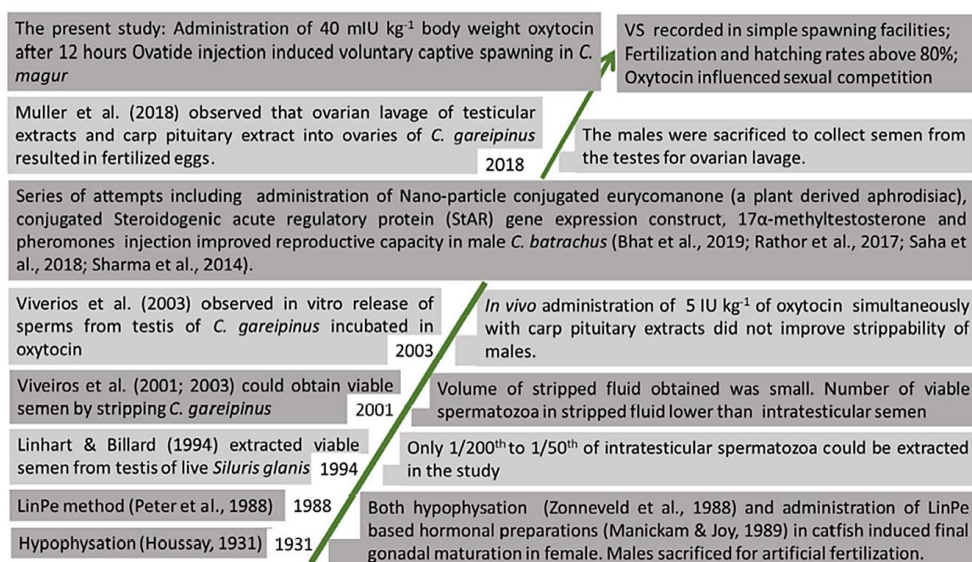 The present study: Administration of 40 mIU kg⁻¹ body weight oxytocin
after 12 hours Ovatide injection induced voluntary captive spawning in C.
magur
VS recorded in simple spawning facilities;
Fertilization and hatching rates above 80%;
Oxytocin influenced sexual competition
Muller et al. (2018) observed that ovarian lavage of testicular
extracts and carp pituitary extract into ovaries of C. gareipinus
resulted in fertilized eggs.
2018
The males were sacrificed to collect semen from
the testes for ovarian lavage.
Series of attempts including administration of Nano-particle conjugated eurycomanone (a plant derived aphrodisiac),
conjugated Steroidogenic acute regulatory protein (StAR) gene expression construct, 17α-methyltestosterone and
pheromones injection improved reproductive capacity in male C. batrachus (Bhat et al., 2019; Rathor et al., 2017; Saha
et al., 2018; Sharma et al., 2014).
Viverios et al. (2003) observed in vitro release of
sperms from testis of C. gareipinus incubated in
oxytocin
2003
In vivo administration of 5 IU kg⁻¹ of oxytocin simultaneously
with carp pituitary extracts did not improve strippability of
males.
Viveiros et al. (2001; 2003) could obtain viable
semen by stripping C. gareipinus
2001
Volume of stripped fluid obtained was small. Number of viable
spermatozoa in stripped fluid lower than intratesticular semen
Linhart & Billard (1994) extracted viable
semen from testis of live Siluris glanis
1994
Only 1/200th to 1/50th of intratesticular spermatozoa could be extracted
in the study
LinPe method (Peter et al., 1988)
1988
Hypophysation (Houssay, 1931)
1931
Both hypophysation (Zonneveld et al., 1988) and administration of LinPe
based hormonal preparations (Manickam & Joy, 1989) in catfish induced final
gonadal maturation in female. Males sacrificed for artificial fertilization.